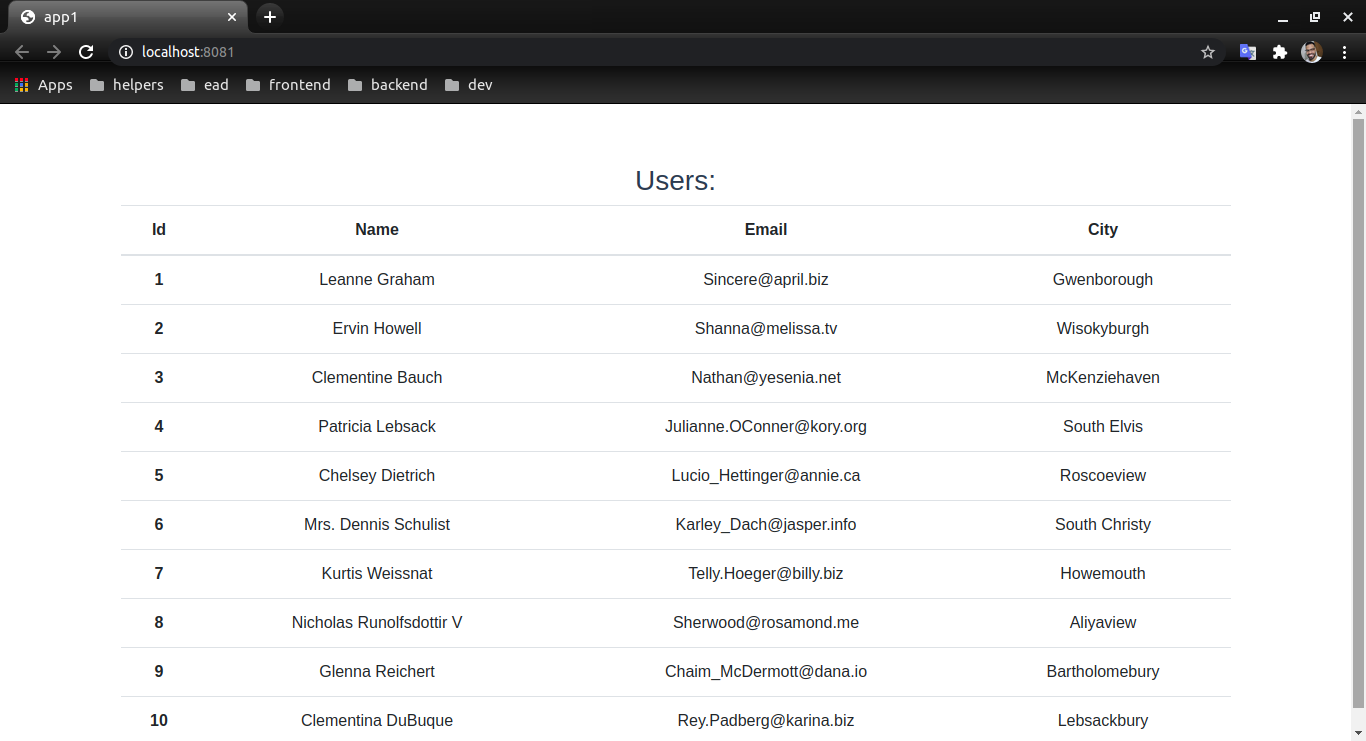 app1
localhost:8081
Apps helpers ead frontend backend dev
Users:
Id Name Email City
1 Leanne Graham Sincere@april.biz Gwenborough
2 Ervin Howell Shanna@melissa.tv Wisokyburgh
3 Clementine Bauch Nathan@yesenia.net McKenziehaven
4 Patricia Lebsack Julianne.OConner@kory.org South Elvis
5 Chelsey Dietrich Lucio_Hettinger@annie.ca Roscoeview
6 Mrs. Dennis Schulist Karley_Dach@jasper.info South Christy
7 Kurtis Weissnat Telly.Hoeger@billy.biz Howemouth
8 Nicholas Runolfsdottir V Sherwood@rosamond.me Aliyaview
9 Glenna Reichert Chaim_McDermott@dana.io Bartholomebury
10 Clementina DuBuque Rey.Padberg@karina.biz Lebsackbury